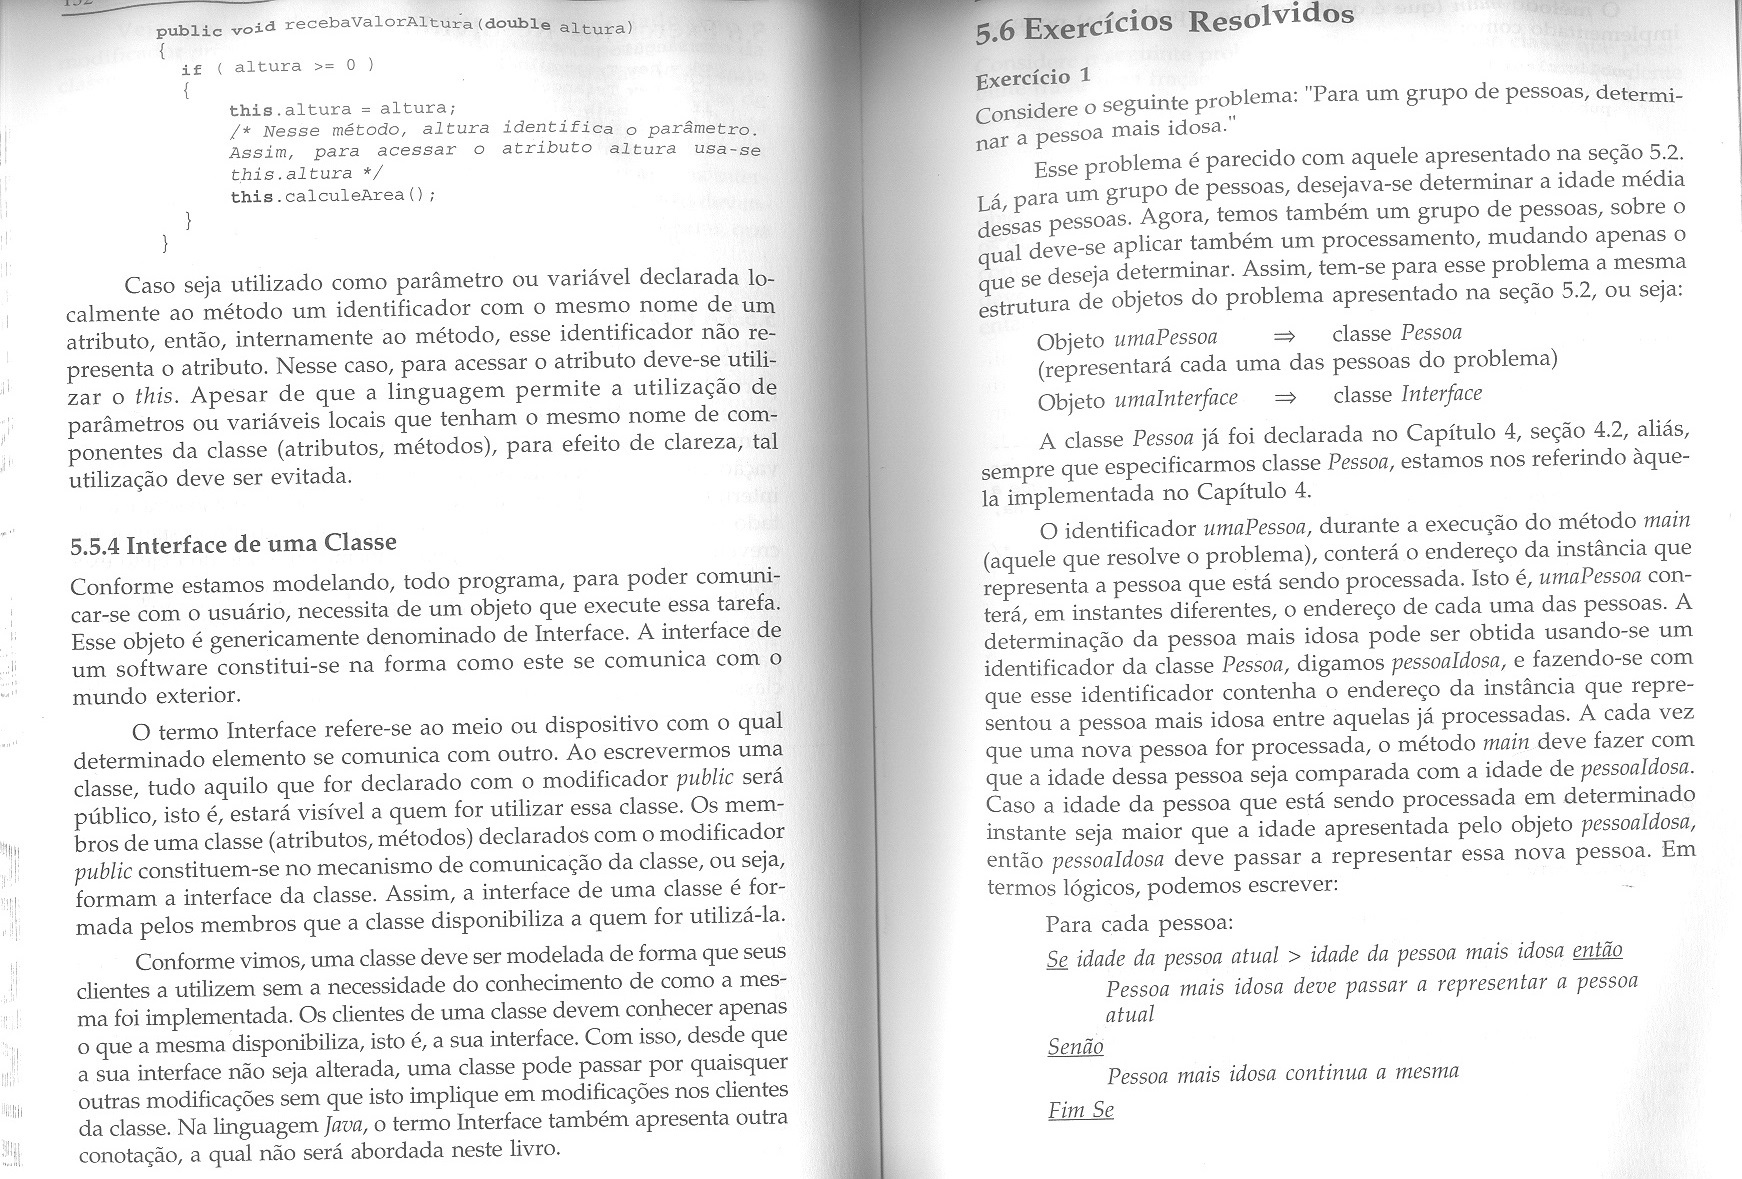 public void recebaValorAltura(double altura)
{
if ( altura >= 0 )
{
this.altura = altura;
/* Nesse método, altura identifica o parâmetro.
Assim, para acessar o atributo altura usa-se
this.altura */
this.calculeArea();
}
}
Caso seja utilizado como parâmetro ou variável declarada lo-
calmente ao método um identificador com o mesmo nome de um
atributo, então, internamente ao método, esse identificador não re-
presenta o atributo. Nesse caso, para acessar o atributo deve-se utili-
zar o this. Apesar de que a linguagem permite a utilização de
parâmetros ou variáveis locais que tenham o mesmo nome de com-
ponentes da classe (atributos, métodos), para efeito de clareza, tal
utilização deve ser evitada.
5.5.4 Interface de uma Classe
Conforme estamos modelando, todo programa, para poder comuni-
car-se com o usuário, necessita de um objeto que execute essa tarefa.
Esse objeto é genericamente denominado de Interface. A interface de
um software constitui-se na forma como este se comunica com o
mundo exterior.
O termo Interface refere-se ao meio ou dispositivo com o qual
determinado elemento se comunica com outro. Ao escrevermos uma
classe, tudo aquilo que for declarado com o modificador public será
público, isto é, estará visível a quem for utilizar essa classe. Os mem-
bros de uma classe (atributos, métodos) declarados com o modificador
public constituem-se no mecanismo de comunicação da classe, ou seja,
formam a interface da classe. Assim, a interface de uma classe é for-
mada pelos membros que a classe disponibiliza a quem for utilizá-la.
Conforme vimos, uma classe deve ser modelada de forma que seus
clientes a utilizem sem a necessidade do conhecimento de como a mes-
ma foi implementada. Os clientes de uma classe devem conhecer apenas
o que a mesma disponibiliza, isto é, a sua interface. Com isso, desde que
a sua interface não seja alterada, uma classe pode passar por quaisquer
outras modificações sem que isto implique em modificações nos clientes
da classe. Na linguagem Java, o termo Interface também apresenta outra
conotação, a qual não será abordada neste livro.
5.6 Exercícios Resolvidos
Exercício 1
Considere o seguinte problema: "Para um grupo de pessoas, determi-
nar a pessoa mais idosa."
Esse problema é parecido com aquele apresentado na seção 5.2.
Lá, para um grupo de pessoas, desejava-se determinar a idade média
dessas pessoas. Agora, temos também um grupo de pessoas, sobre o
qual deve-se aplicar também um processamento, mudando apenas o
que se deseja determinar. Assim, tem-se para esse problema a mesma
estrutura de objetos do problema apresentado na seção 5.2, ou seja:
Objeto umaPessoa ⇒ classe Pessoa
(representará cada uma das pessoas do problema)
Objeto umaInterface ⇒ classe Interface
A classe Pessoa já foi declarada no Capítulo 4, seção 4.2, aliás,
sempre que especificarmos classe Pessoa, estamos nos referindo àque-
la implementada no Capítulo 4.
O identificador umaPessoa, durante a execução do método main
(aquele que resolve o problema), conterá o endereço da instância que
representa a pessoa que está sendo processada. Isto é, umaPessoa con-
terá, em instantes diferentes, o endereço de cada uma das pessoas. A
determinação da pessoa mais idosa pode ser obtida usando-se um
identificador da classe Pessoa, digamos pessoaIdosa, e fazendo-se com
que esse identificador contenha o endereço da instância que repre-
sentou a pessoa mais idosa entre aquelas já processadas. A cada vez
que uma nova pessoa for processada, o método main deve fazer com
que a idade dessa pessoa seja comparada com a idade de pessoaIdosa.
Caso a idade da pessoa que está sendo processada em determinado
instante seja maior que a idade apresentada pelo objeto pessoaIdosa,
então pessoaIdosa deve passar a representar essa nova pessoa. Em
termos lógicos, podemos escrever:
Para cada pessoa:
Se idade da pessoa atual > idade da pessoa mais idosa então
Pessoa mais idosa deve passar a representar a pessoa
atual
Senão
Pessoa mais idosa continua a mesma
Fim Se